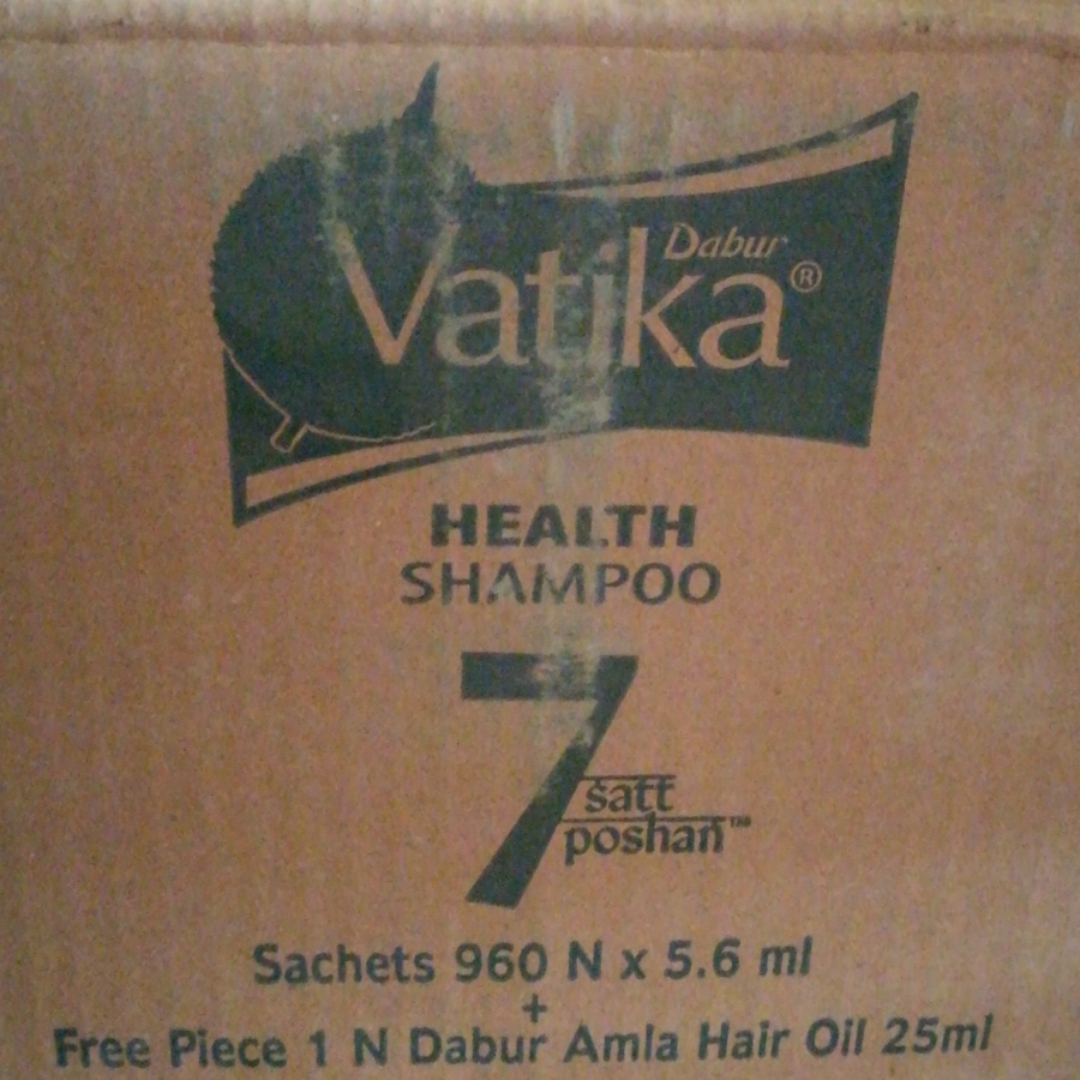 Dabur
Vatika®
HEALTH
SHAMPOO
7
satt
poshan™
Sachets 960 N x 5.6 ml
+
Free Piece 1 N Dabur Amla Hair Oil 25ml